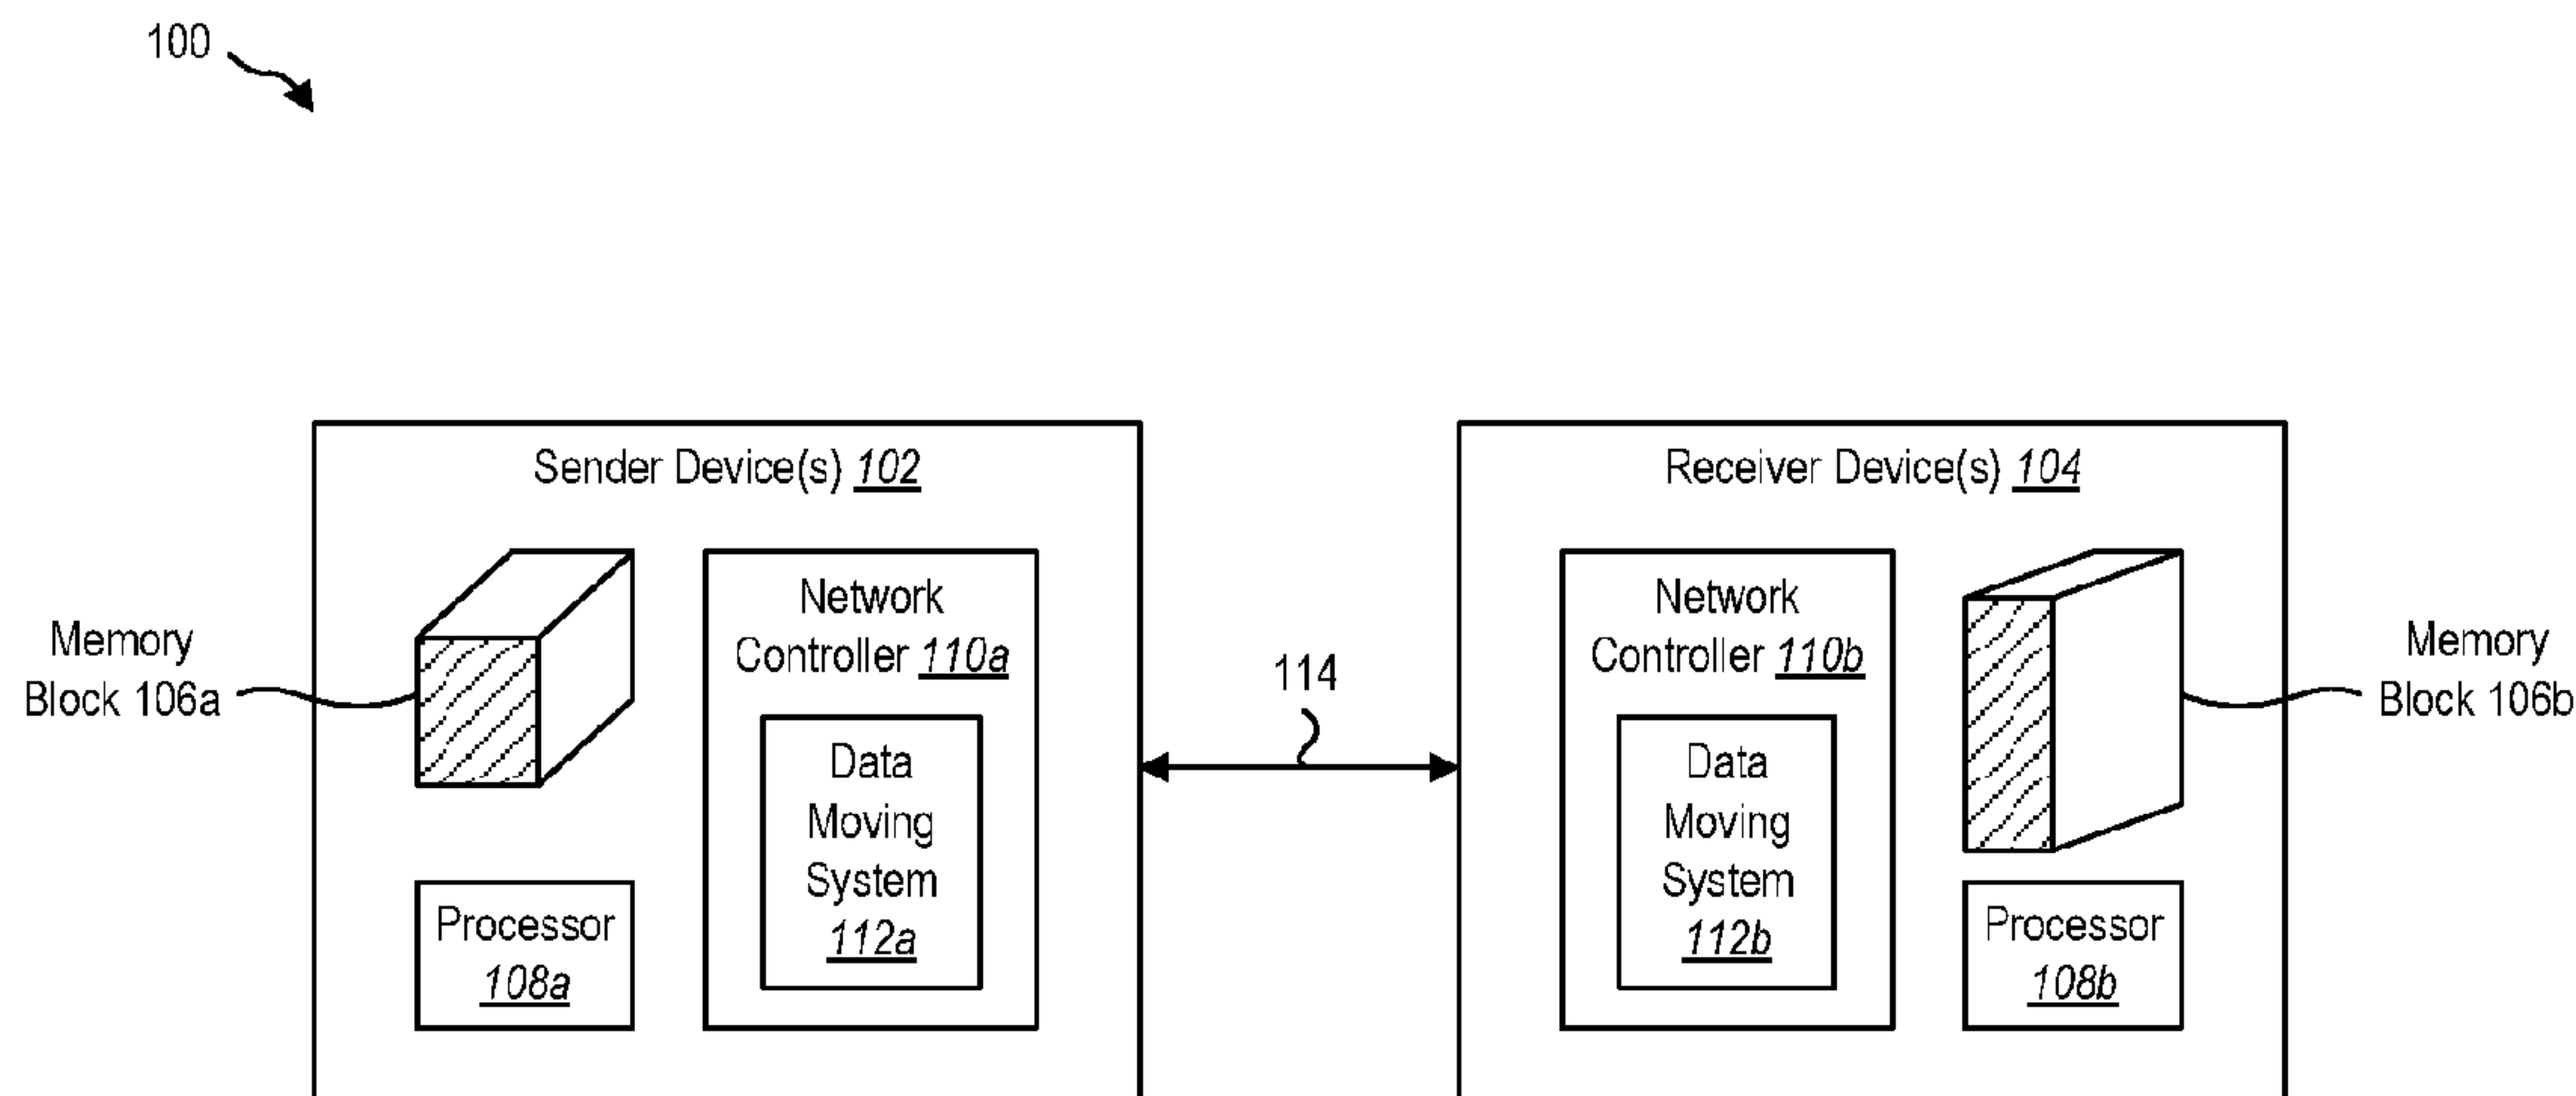 100
Sender Device(s) 102
Memory
Block 106a
Network
Controller 110a
Data
Moving
System
112a
Processor
108a
114
Receiver Device(s) 104
Network
Controller 110b
Data
Moving
System
112b
Memory
Block 106b
Processor
108b